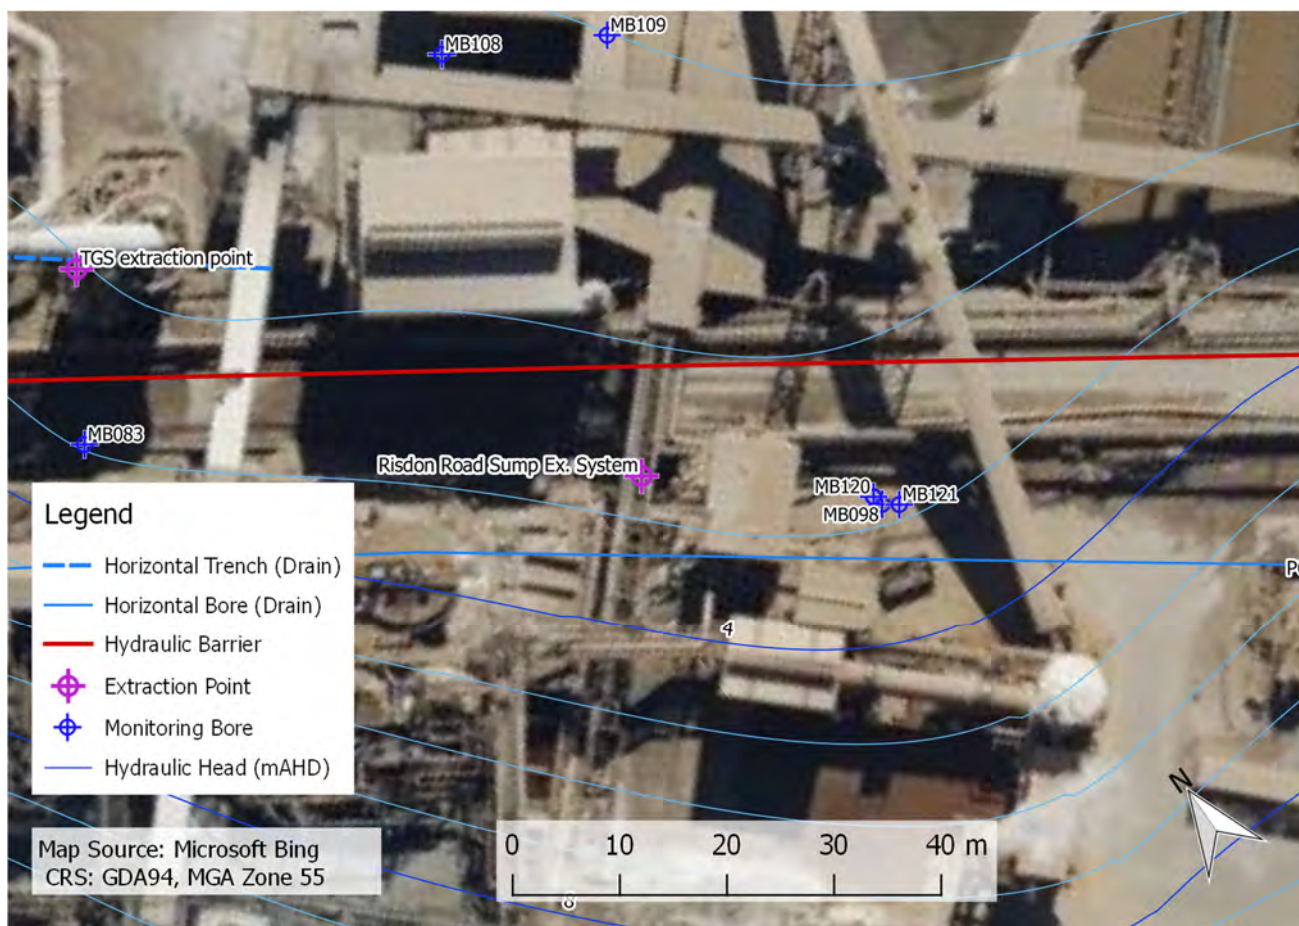 MB109
MB108
TGS extraction point
MB083
Risdon Road Sump Ex. System
MB120
MB121
MB098
4
Legend
Horizontal Trench (Drain)
Horizontal Bore (Drain)
Hydraulic Barrier
Extraction Point
Monitoring Bore
Hydraulic Head (mAHD)
N
Map Source: Microsoft Bing
CRS: GDA94, MGA Zone 55
0 10 20 30 40 m